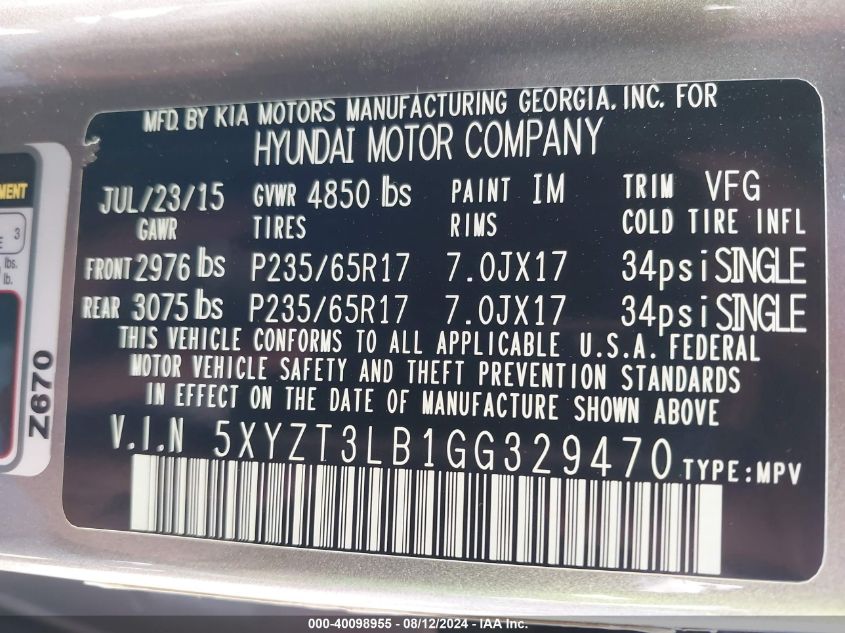 MFD. BY KIA MOTORS MANUFACTURING GEORGIA, INC. FOR
HYUNDAI MOTOR COMPANY
JUL/23/15 GVWR 4850 lbs PAINT IM TRIM VFG
GAWR TIRES RIMS COLD TIRE INFL
FRONT 2976 lbs P235/65R17 7.0JX17 34psi SINGLE
REAR 3075 lbs P235/65R17 7.0JX17 34psi SINGLE
THIS VEHICLE CONFORMS TO ALL APPLICABLE U.S.A. FEDERAL
MOTOR VEHICLE SAFETY AND THEFT PREVENTION STANDARDS
IN EFFECT ON THE DATE OF MANUFACTURE SHOWN ABOVE
V.I.N 5XYZT3LB1GG329470 TYPE:MPV
3
lbs.
lb.
Z670
000-40098955 - 08/12/2024 - IAA Inc.